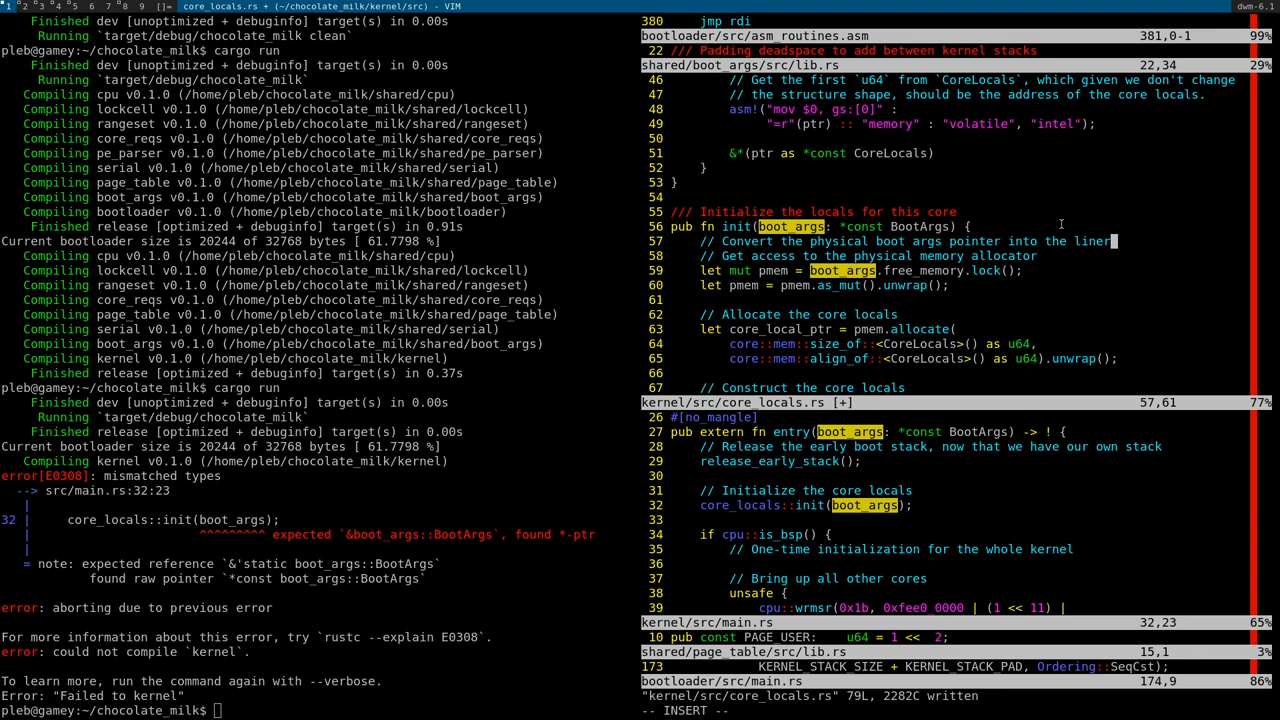 1 2 3 4 5 6 7 8 9 []= core_locals.rs + (~/chocolate_milk/kernel/src) - VIM dwm-6.1
Finished dev [unoptimized + debuginfo] target(s) in 0.00s
Running `target/debug/chocolate_milk clean`
pleb@gamey:~/chocolate_milk$ cargo run
Finished dev [unoptimized + debuginfo] target(s) in 0.00s
Running `target/debug/chocolate_milk`
Compiling cpu v0.1.0 (/home/pleb/chocolate_milk/shared/cpu)
Compiling lockcell v0.1.0 (/home/pleb/chocolate_milk/shared/lockcell)
Compiling rangeset v0.1.0 (/home/pleb/chocolate_milk/shared/rangeset)
Compiling core_reqs v0.1.0 (/home/pleb/chocolate_milk/shared/core_reqs)
Compiling pe_parser v0.1.0 (/home/pleb/chocolate_milk/shared/pe_parser)
Compiling serial v0.1.0 (/home/pleb/chocolate_milk/shared/serial)
Compiling page_table v0.1.0 (/home/pleb/chocolate_milk/shared/page_table)
Compiling boot_args v0.1.0 (/home/pleb/chocolate_milk/shared/boot_args)
Compiling bootloader v0.1.0 (/home/pleb/chocolate_milk/bootloader)
Finished release [optimized + debuginfo] target(s) in 0.91s
Current bootloader size is 20244 of 32768 bytes [ 61.7798 %]
Compiling cpu v0.1.0 (/home/pleb/chocolate_milk/shared/cpu)
Compiling lockcell v0.1.0 (/home/pleb/chocolate_milk/shared/lockcell)
Compiling rangeset v0.1.0 (/home/pleb/chocolate_milk/shared/rangeset)
Compiling core_reqs v0.1.0 (/home/pleb/chocolate_milk/shared/core_reqs)
Compiling page_table v0.1.0 (/home/pleb/chocolate_milk/shared/page_table)
Compiling serial v0.1.0 (/home/pleb/chocolate_milk/shared/serial)
Compiling boot_args v0.1.0 (/home/pleb/chocolate_milk/shared/boot_args)
Compiling kernel v0.1.0 (/home/pleb/chocolate_milk/kernel)
Finished release [optimized + debuginfo] target(s) in 0.37s
pleb@gamey:~/chocolate_milk$ cargo run
Finished dev [unoptimized + debuginfo] target(s) in 0.00s
Running `target/debug/chocolate_milk`
Finished release [optimized + debuginfo] target(s) in 0.00s
Current bootloader size is 20244 of 32768 bytes [ 61.7798 %]
Compiling kernel v0.1.0 (/home/pleb/chocolate_milk/kernel)
error[E0308]: mismatched types
--> src/main.rs:32:23
|
32 | core_locals::init(boot_args);
| ^^^^^^^^^ expected `&boot_args::BootArgs`, found *-ptr
|
= note: expected reference `&'static boot_args::BootArgs`
found raw pointer `*const boot_args::BootArgs`
error: aborting due to previous error
For more information about this error, try `rustc --explain E0308`.
error: could not compile `kernel`.
To learn more, run the command again with --verbose.
Error: "Failed to kernel"
pleb@gamey:~/chocolate_milk$
380 jmp rdi
bootloader/src/asm_routines.asm 381,0-1 99%
22 /// Padding deadspace to add between kernel stacks
shared/boot_args/src/lib.rs 22,34 29%
46 // Get the first `u64` from `CoreLocals`, which given we don't change
47 // the structure shape, should be the address of the core locals.
48 asm!("mov $0, gs:[0]" :
49 "=r"(ptr) :: "memory" : "volatile", "intel");
50
51 &*(ptr as *const CoreLocals)
52 }
53 }
54
55 /// Initialize the locals for this core
56 pub fn init(boot_args: *const BootArgs) {
57 // Convert the physical boot args pointer into the liner
58 // Get access to the physical memory allocator
59 let mut pmem = boot_args.free_memory.lock();
60 let pmem = pmem.as_mut().unwrap();
61
62 // Allocate the core locals
63 let core_local_ptr = pmem.allocate(
64 core::mem::size_of::<CoreLocals>() as u64,
65 core::mem::align_of::<CoreLocals>() as u64).unwrap();
66
67 // Construct the core locals
kernel/src/core_locals.rs [+] 57,61 77%
26 #[no_mangle]
27 pub extern fn entry(boot_args: *const BootArgs) -> ! {
28 // Release the early boot stack, now that we have our own stack
29 release_early_stack();
30
31 // Initialize the core locals
32 core_locals::init(boot_args);
33
34 if cpu::is_bsp() {
35 // One-time initialization for the whole kernel
36
37 // Bring up all other cores
38 unsafe {
39 cpu::wrmsr(0x1b, 0xfee0_0000 | (1 << 11) |
kernel/src/main.rs 32,23 65%
10 pub const PAGE_USER: u64 = 1 << 2;
shared/page_table/src/lib.rs 15,1 3%
173 KERNEL_STACK_SIZE + KERNEL_STACK_PAD, Ordering::SeqCst);
bootloader/src/main.rs 174,9 86%
"kernel/src/core_locals.rs" 79L, 2282C written
-- INSERT --